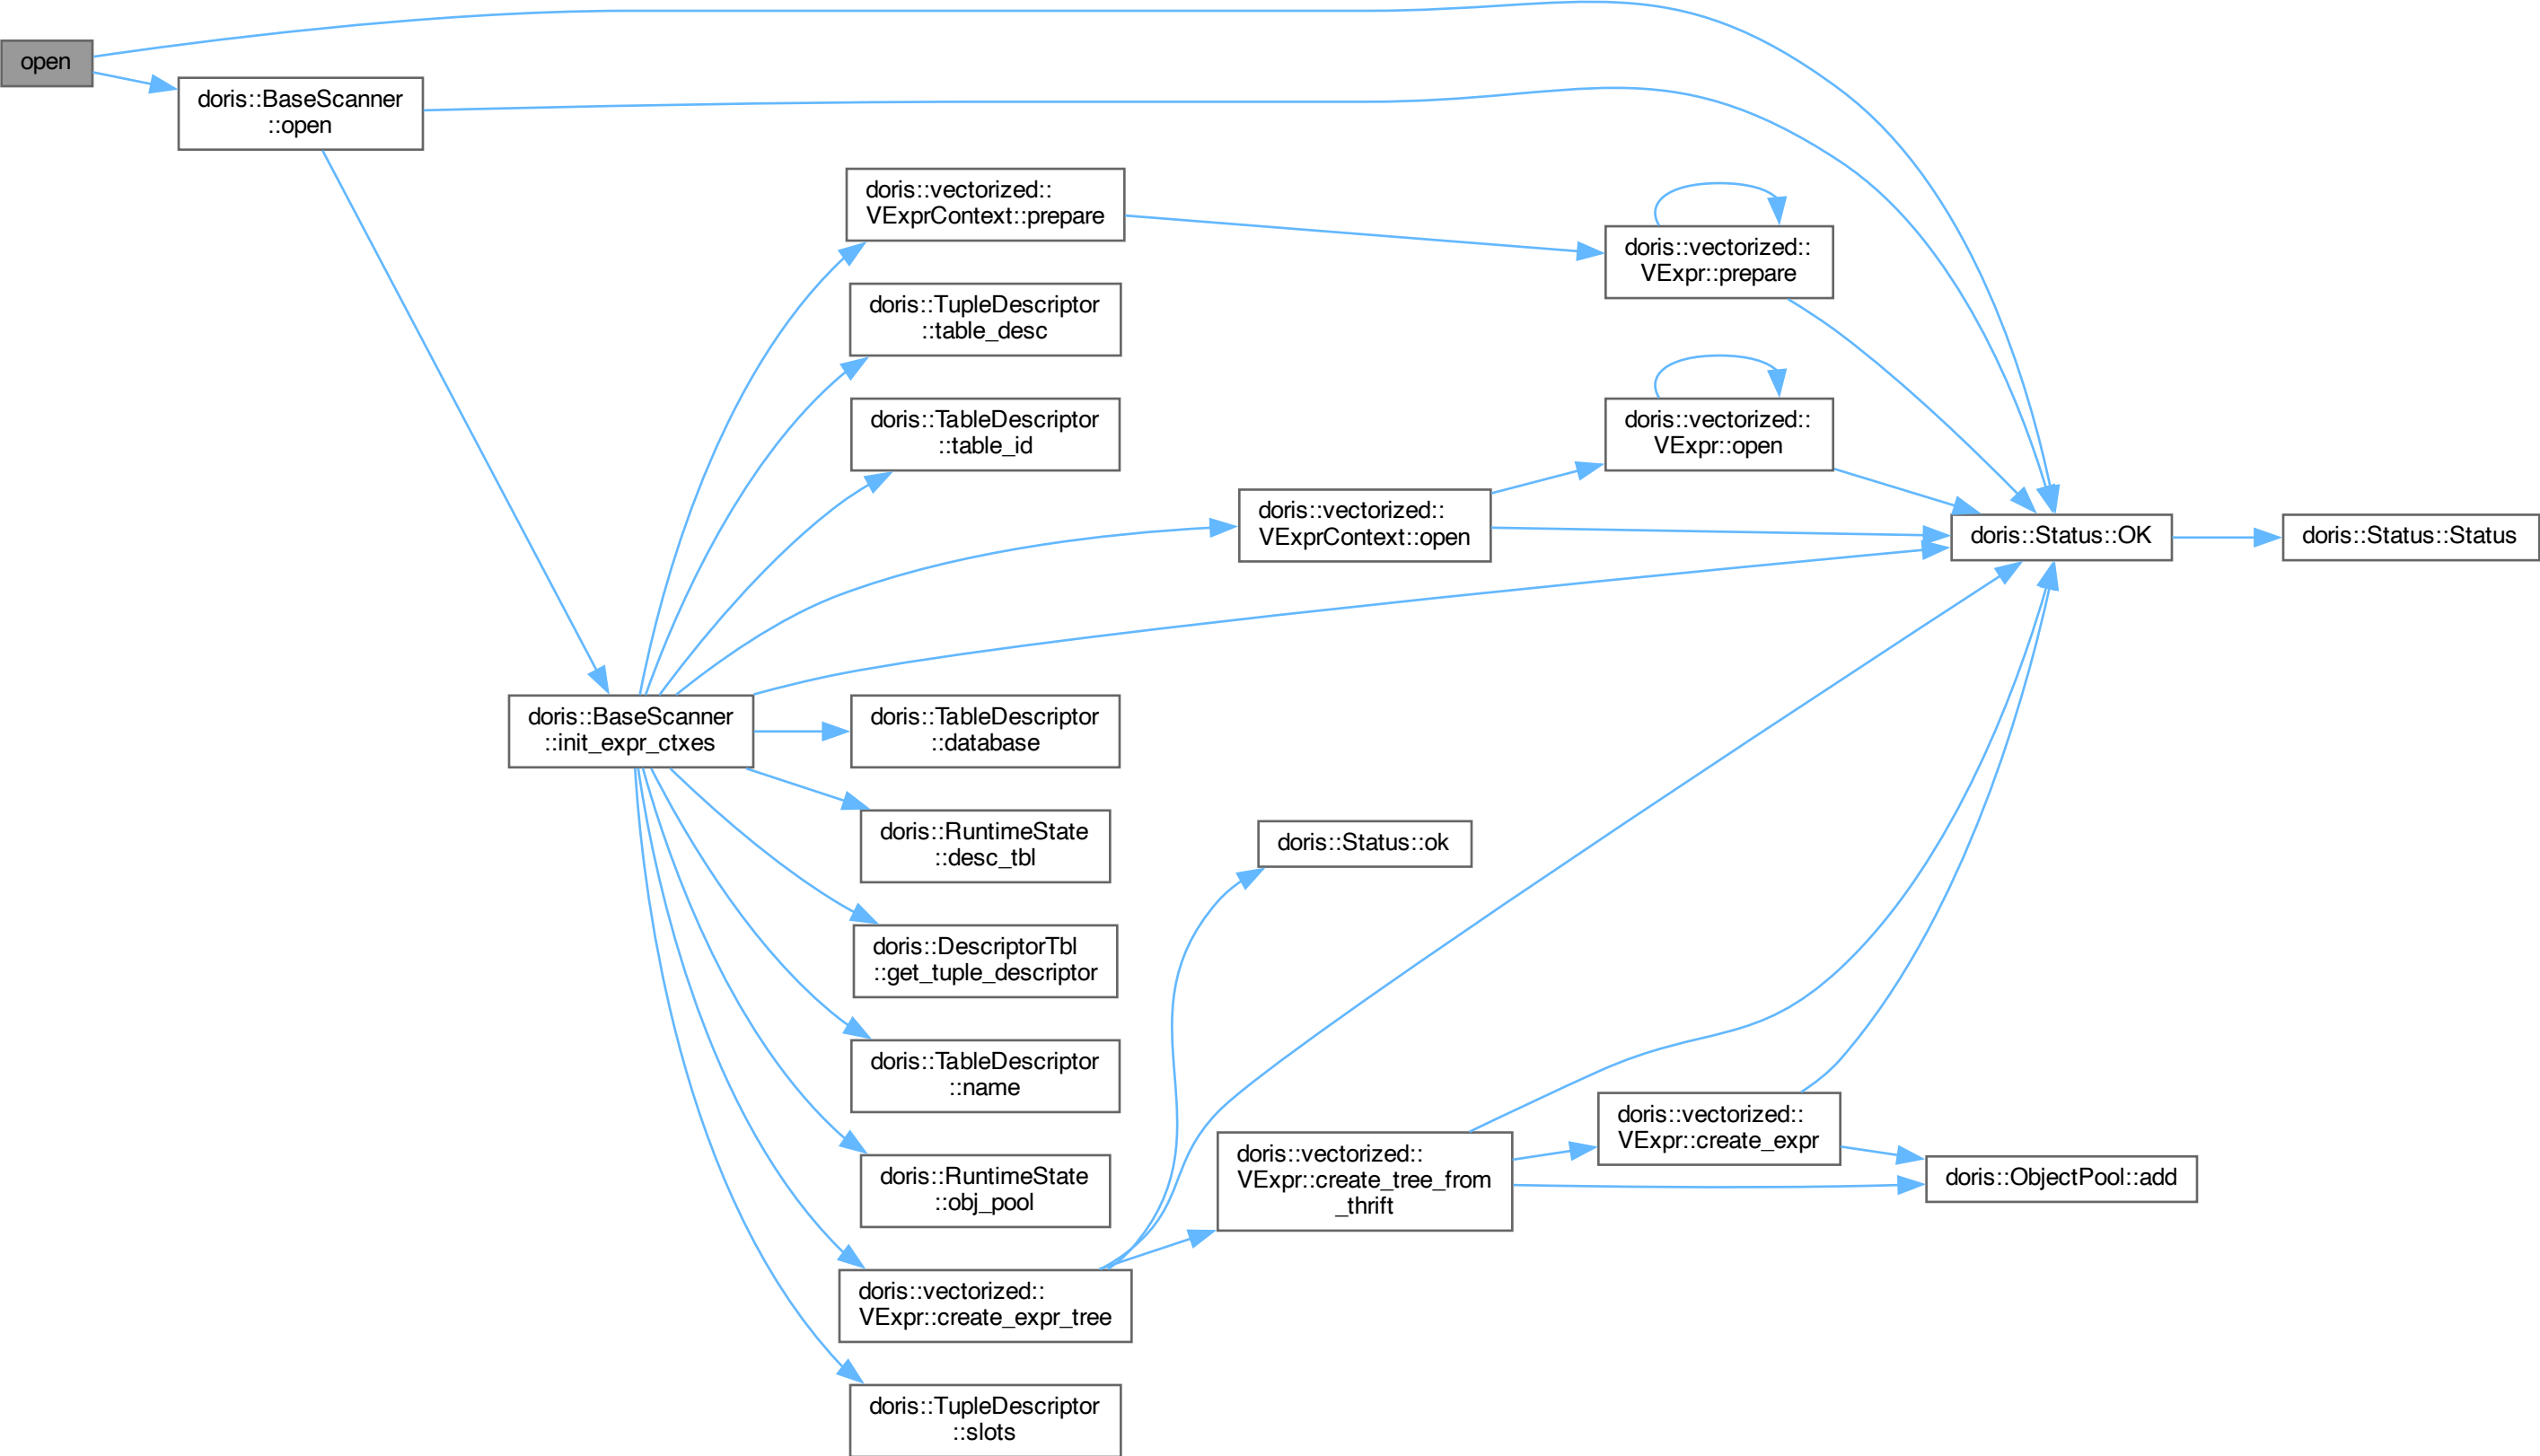 open
doris::BaseScanner
::open
doris::vectorized::
VExprContext::prepare
doris::vectorized::
VExpr::prepare
doris::TupleDescriptor
::table_desc
doris::TableDescriptor
::table_id
doris::vectorized::
VExpr::open
doris::vectorized::
VExprContext::open
doris::Status::OK
doris::Status::Status
doris::BaseScanner
::init_expr_ctxes
doris::TableDescriptor
::database
doris::RuntimeState
::desc_tbl
doris::Status::ok
doris::DescriptorTbl
::get_tuple_descriptor
doris::TableDescriptor
::name
doris::RuntimeState
::obj_pool
doris::vectorized::
VExpr::create_tree_from
_thrift
doris::vectorized::
VExpr::create_expr
doris::ObjectPool::add
doris::vectorized::
VExpr::create_expr_tree
doris::TupleDescriptor
::slots